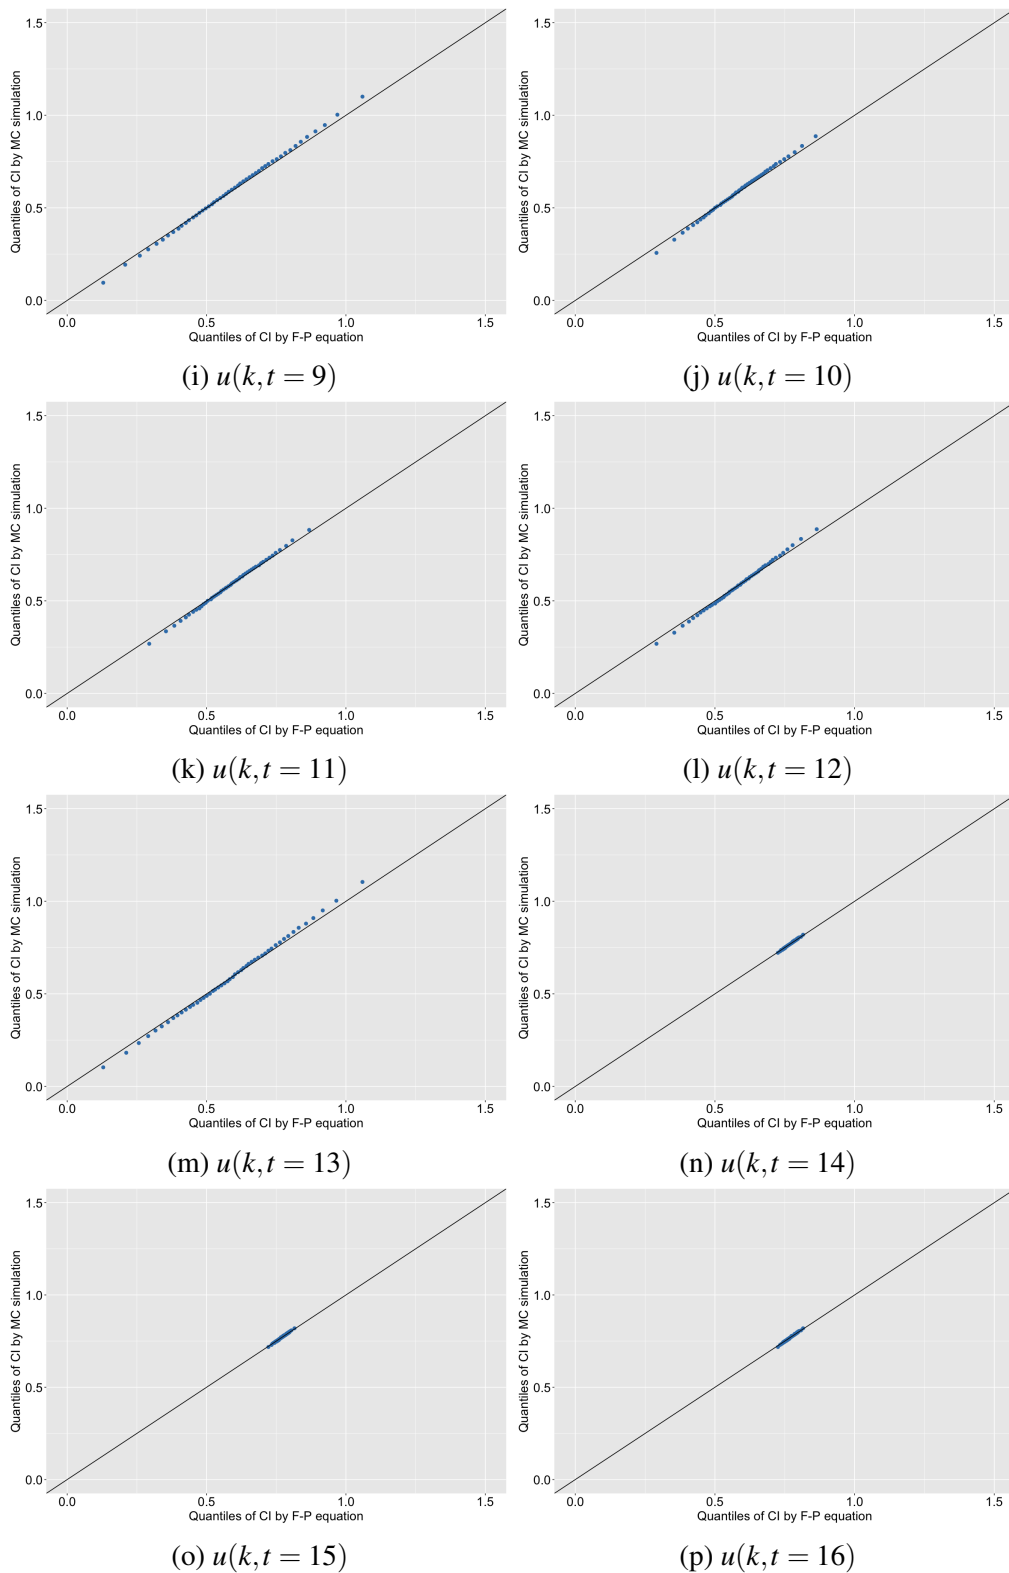 1.5
1.0
0.5
0.0
Quantiles of CI by MC simulation
0.0 0.5 1.0 1.5
Quantiles of CI by F-P equation
(i) u(k, t = 9)
1.5
1.0
0.5
0.0
Quantiles of CI by MC simulation
0.0 0.5 1.0 1.5
Quantiles of CI by F-P equation
(j) u(k, t = 10)
1.5
1.0
0.5
0.0
Quantiles of CI by MC simulation
0.0 0.5 1.0 1.5
Quantiles of CI by F-P equation
(k) u(k, t = 11)
1.5
1.0
0.5
0.0
Quantiles of CI by MC simulation
0.0 0.5 1.0 1.5
Quantiles of CI by F-P equation
(l) u(k, t = 12)
1.5
1.0
0.5
0.0
Quantiles of CI by MC simulation
0.0 0.5 1.0 1.5
Quantiles of CI by F-P equation
(m) u(k, t = 13)
1.5
1.0
0.5
0.0
Quantiles of CI by MC simulation
0.0 0.5 1.0 1.5
Quantiles of CI by F-P equation
(n) u(k, t = 14)
1.5
1.0
0.5
0.0
Quantiles of CI by MC simulation
0.0 0.5 1.0 1.5
Quantiles of CI by F-P equation
(o) u(k, t = 15)
1.5
1.0
0.5
0.0
Quantiles of CI by MC simulation
0.0 0.5 1.0 1.5
Quantiles of CI by F-P equation
(p) u(k, t = 16)